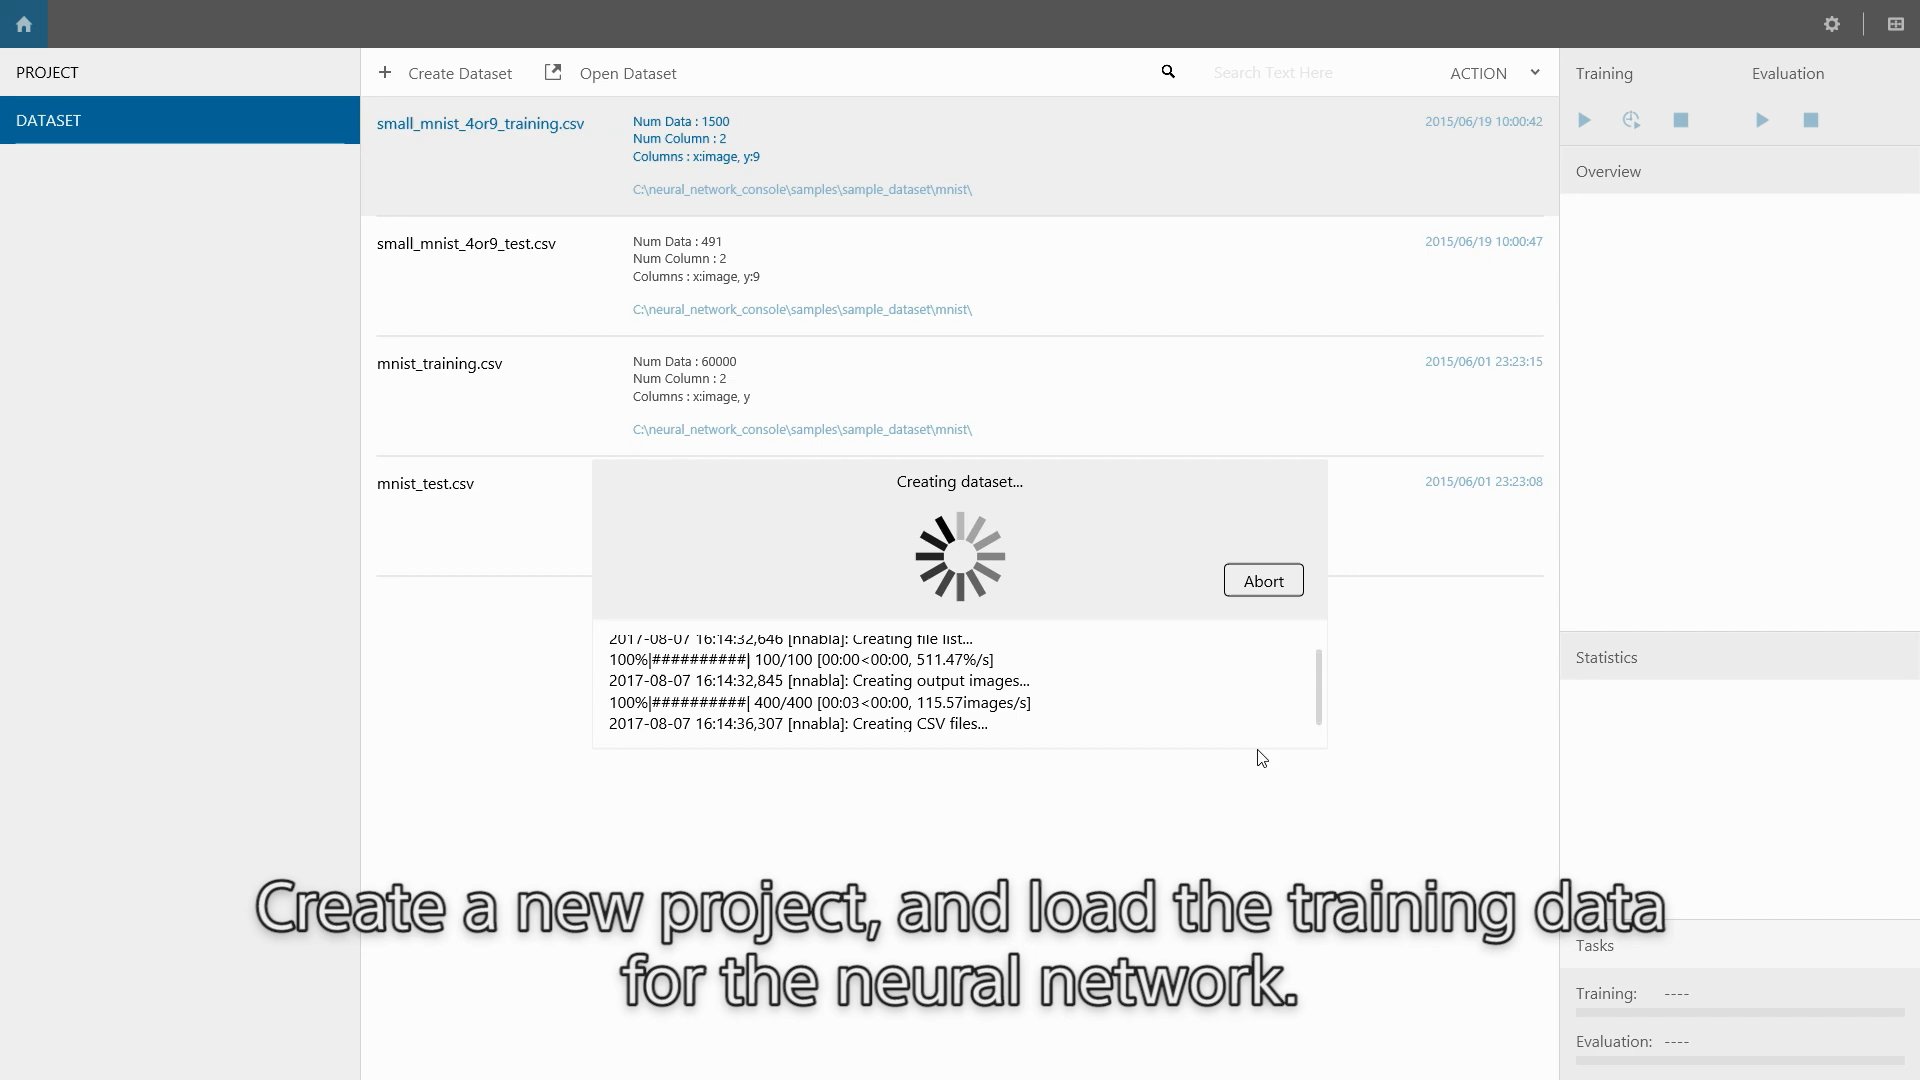 PROJECT
DATASET
Create Dataset
Open Dataset
Search Text Here
ACTION
small_mnist_4or9_training.csv
Num Data : 1500
Num Column : 2
Columns : x:image, y:9
C:\neural_network_console\samples\sample_dataset\mnist\
2015/06/19 10:00:42
small_mnist_4or9_test.csv
Num Data : 491
Num Column : 2
Columns : x:image, y:9
C:\neural_network_console\samples\sample_dataset\mnist\
2015/06/19 10:00:47
mnist_training.csv
Num Data : 60000
Num Column : 2
Columns : x:image, y
C:\neural_network_console\samples\sample_dataset\mnist\
2015/06/01 23:23:15
mnist_test.csv
2015/06/01 23:23:08
Creating dataset...
Abort
2017-08-07 16:14:32,646 [nnabla]: Creating file list...
100%|##########| 100/100 [00:00<00:00, 511.47%/s]
2017-08-07 16:14:32,845 [nnabla]: Creating output images...
100%|##########| 400/400 [00:03<00:00, 115.57images/s]
2017-08-07 16:14:36,307 [nnabla]: Creating CSV files...
Training
Evaluation
Overview
Statistics
Tasks
Training: ----
Evaluation: ----
Create a new project, and load the training data
for the neural network.